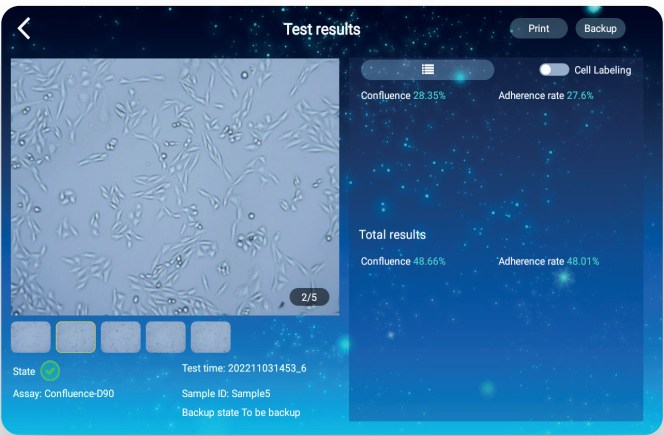 Test results
Print
Backup
Cell Labeling
Confluence 28.35%
Adherence rate 27.6%
Total results
Confluence 48.66%
Adherence rate 48.01%
2/5
State
Test time: 202211031453_6
Assay: Confluence-D90
Sample ID: Sample5
Backup state To be backup